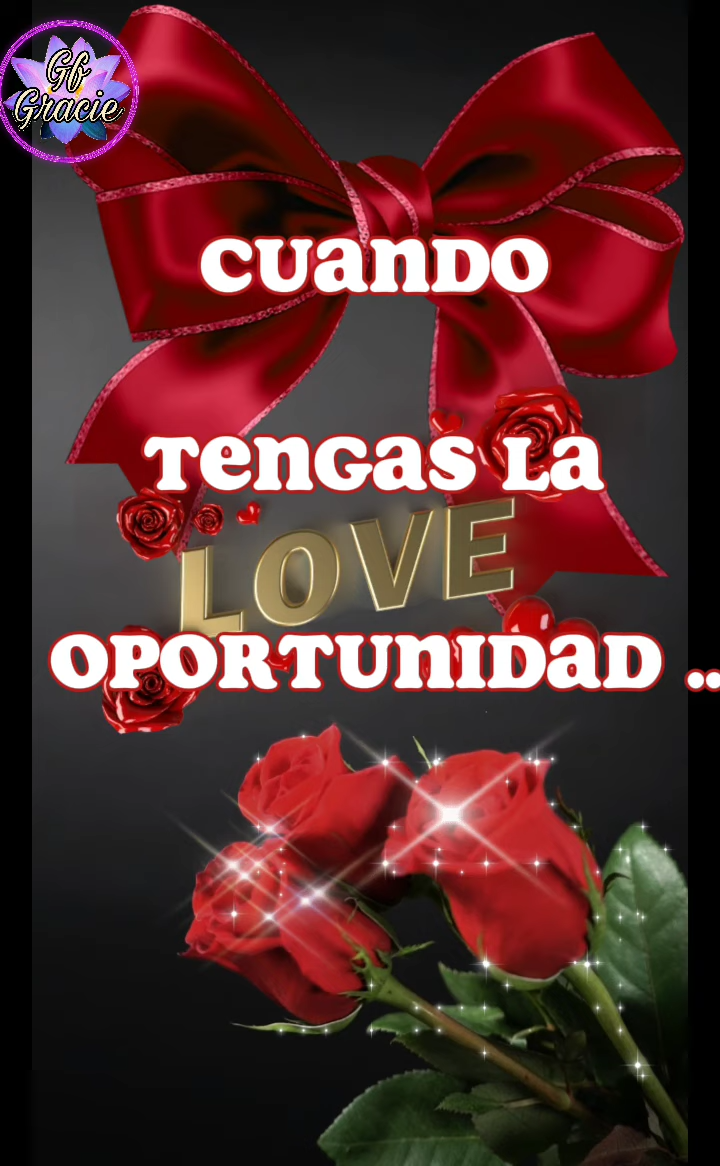 Gf
Gracie
CUANDO
TENGAS LA
LOVE
OPORTUNIDAD ..